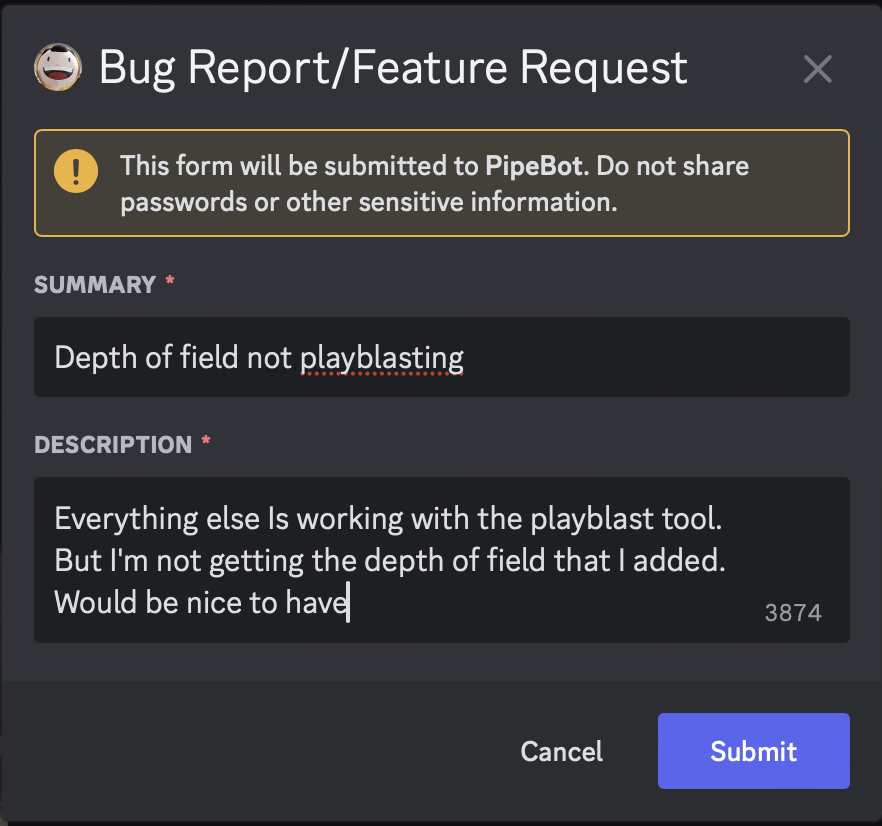 Bug Report/Feature Request
This form will be submitted to PipeBot. Do not share
passwords or other sensitive information.
SUMMARY *
Depth of field not playblasting
DESCRIPTION *
Everything else Is working with the playblast tool.
But I'm not getting the depth of field that I added.
Would be nice to have
3874
Cancel
Submit